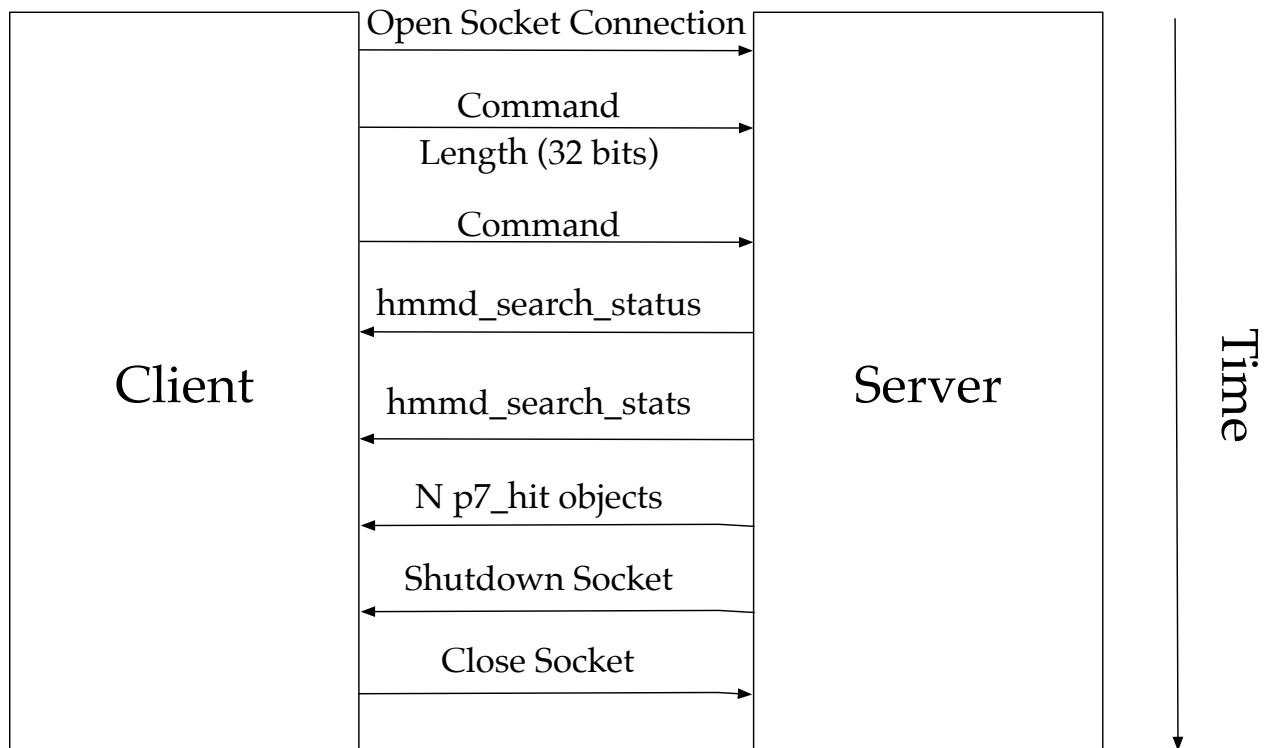 Open Socket Connection
Command
Length (32 bits)
Command
hmmd_search_status
Client
Server
Time
hmmd_search_stats
N p7_hit objects
Shutdown Socket
Close Socket